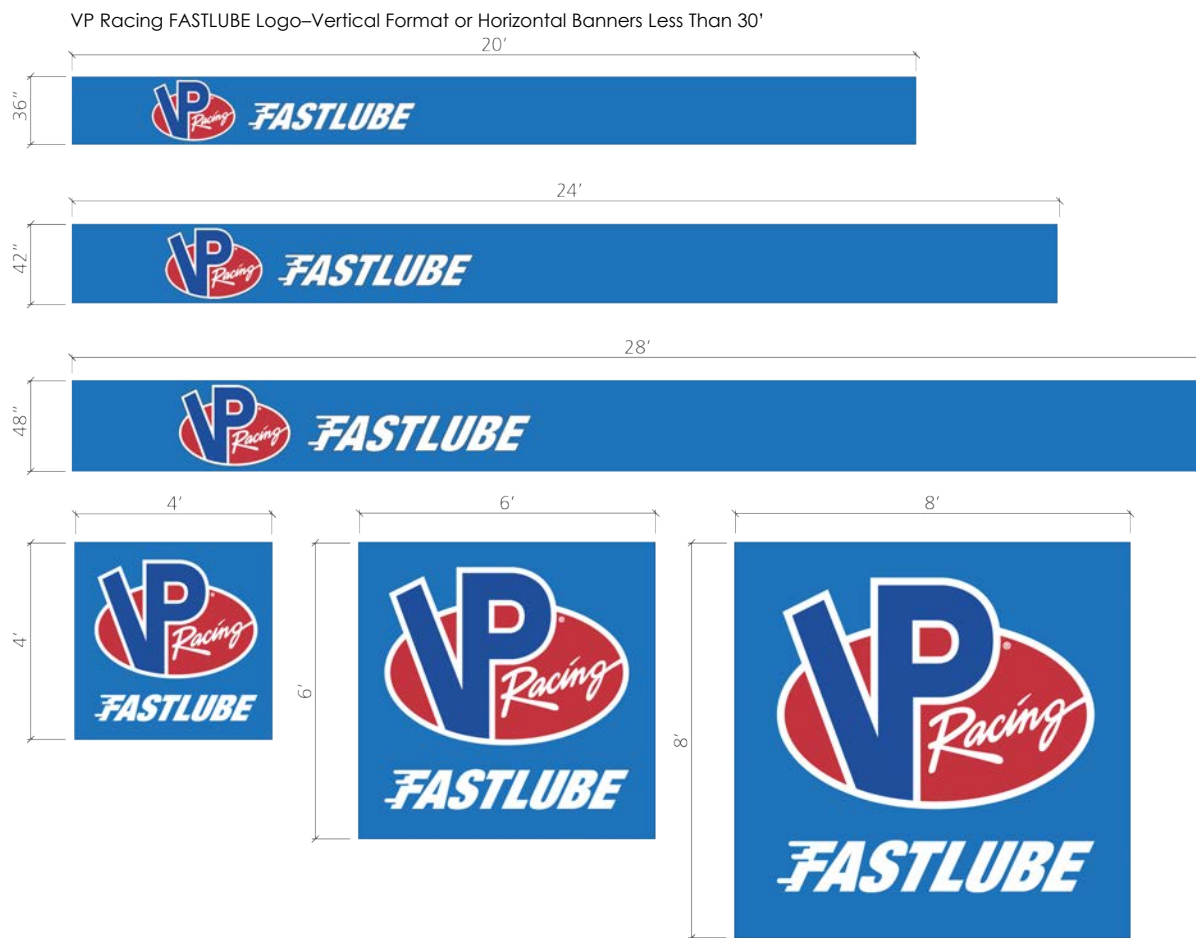 VP Racing FASTLUBE Logo–Vertical Format or Horizontal Banners Less Than 30’
20’
36”
VP Racing FASTLUBE
24’
42”
VP Racing FASTLUBE
28’
48”
VP Racing FASTLUBE
4’
6’
8’
4’
VP
Racing
FASTLUBE
6’
VP
®
Racing
FASTLUBE
8’
VP
®
Racing
FASTLUBE